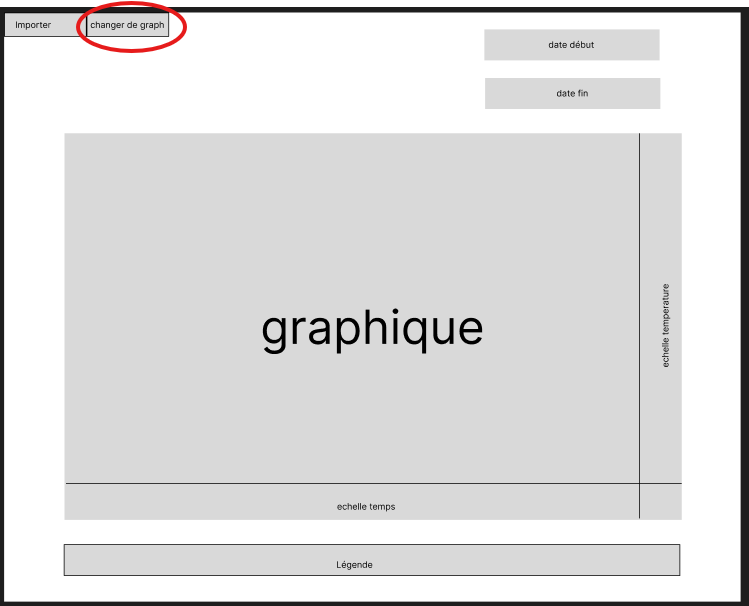 Importer
changer de graph
date début
date fin
graphique
echelle temperature
echelle temps
Légende